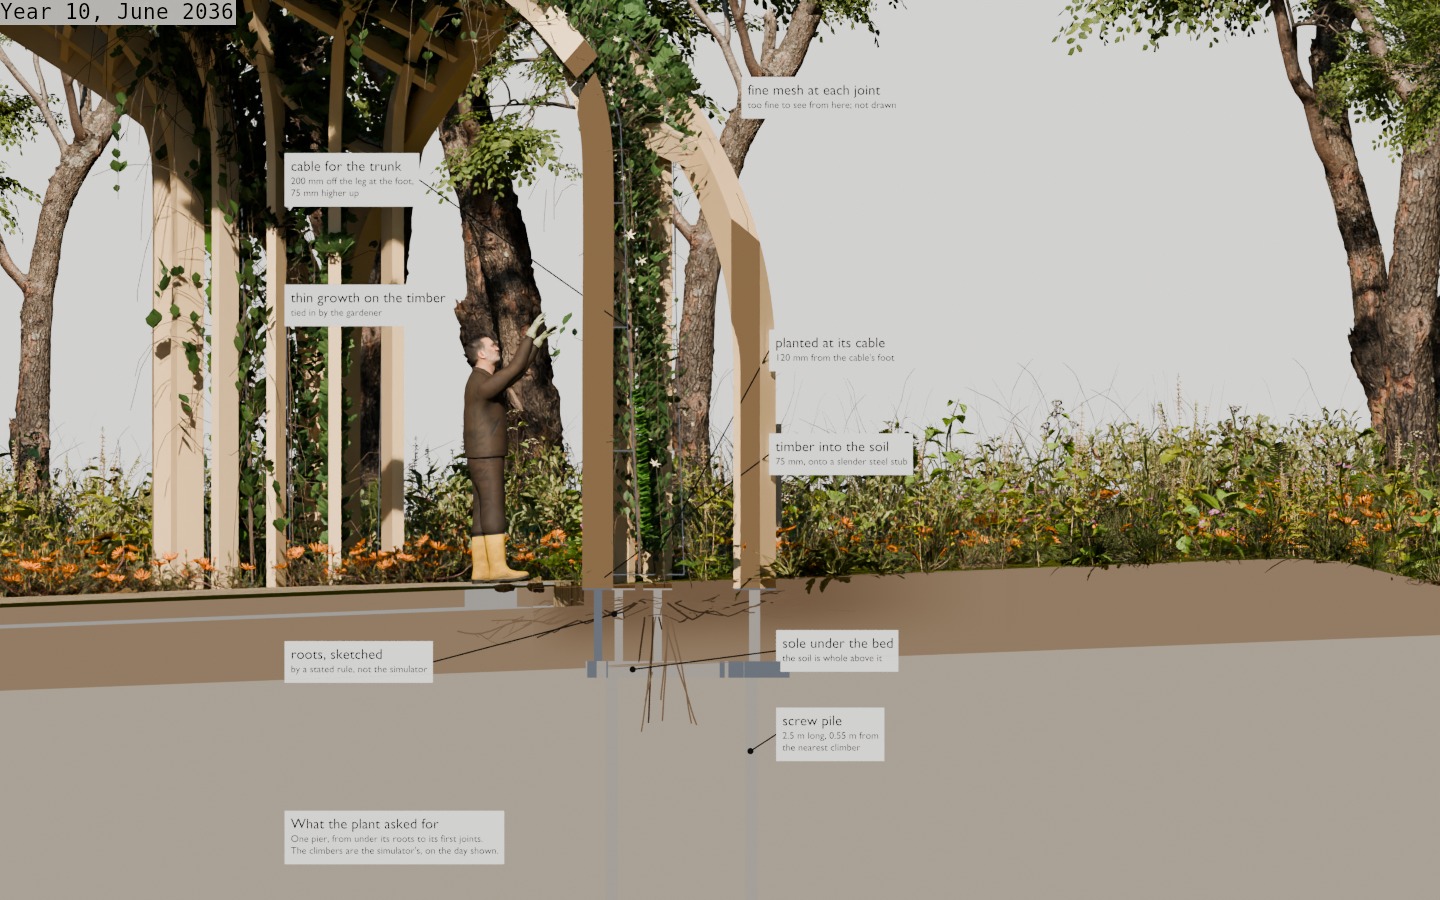 Year 10, June 2036
fine mesh at each joint
too fine to see from here; not drawn
cable for the trunk
200 mm off the leg at the foot,
75 mm higher up
thin growth on the timber
tied in by the gardener
planted at its cable
120 mm from the cable's foot
timber into the soil
75 mm, onto a slender steel stub
roots, sketched
by a stated rule, not the simulator
sole under the bed
the soil is whole above it
screw pile
2.5 m long, 0.55 m from
the nearest climber
What the plant asked for
One pier, from under its roots to its first joints.
The climbers are the simulator's, on the day shown.